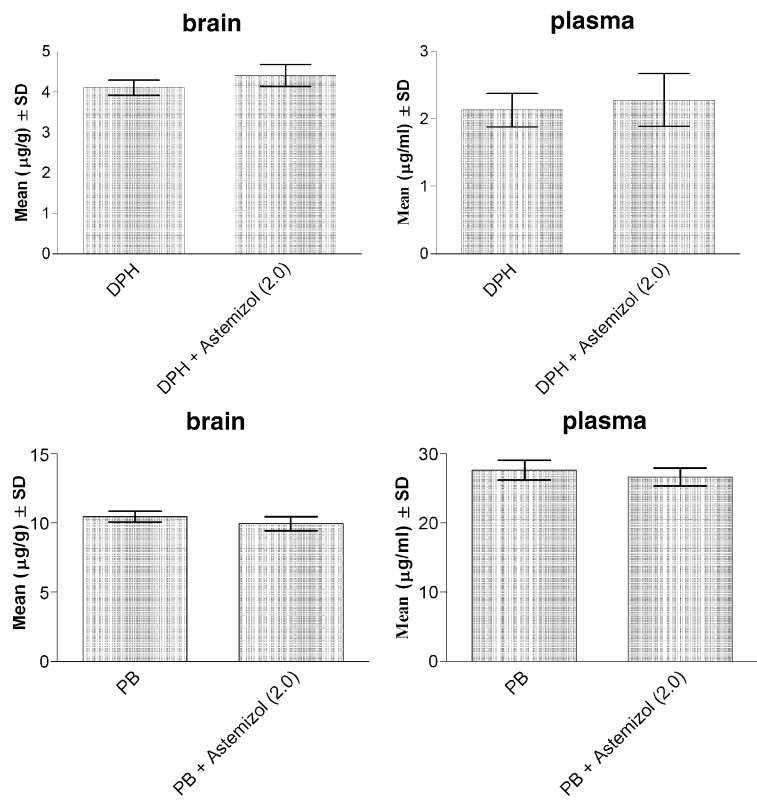 brain
Mean (µg/g) ± SD
5
4
3
2
1
0
DPH
DPH + Astemizol (2.0)
plasma
Mean (µg/ml) ± SD
3
2
1
0
DPH
DPH + Astemizol (2.0)
brain
Mean (µg/g) ± SD
15
10
5
0
PB
PB + Astemizol (2.0)
plasma
Mean (µg/ml) ± SD
30
20
10
0
PB
PB + Astemizol (2.0)